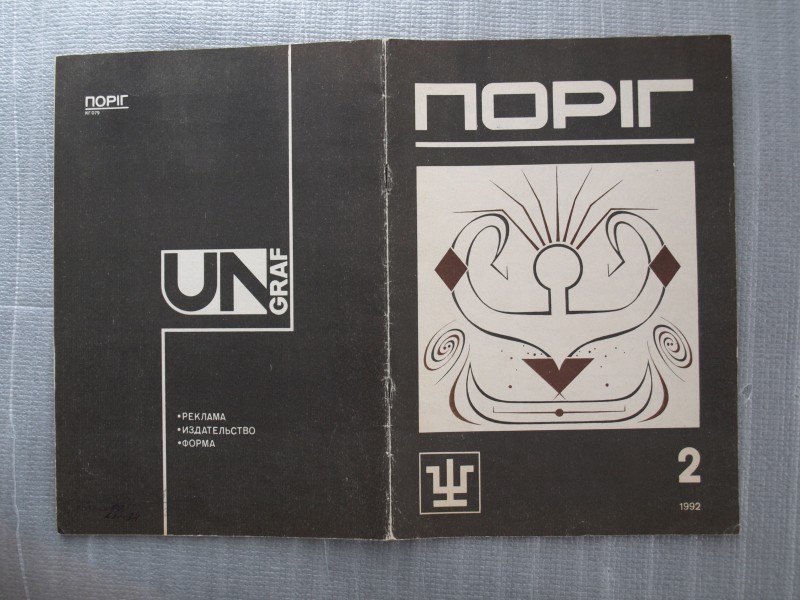 ПОРІГ
UN
GRAF
•РЕКЛАМА
•ИЗДАТЕЛЬСТВО
•ФОРМА
ПОРІГ
2
1992